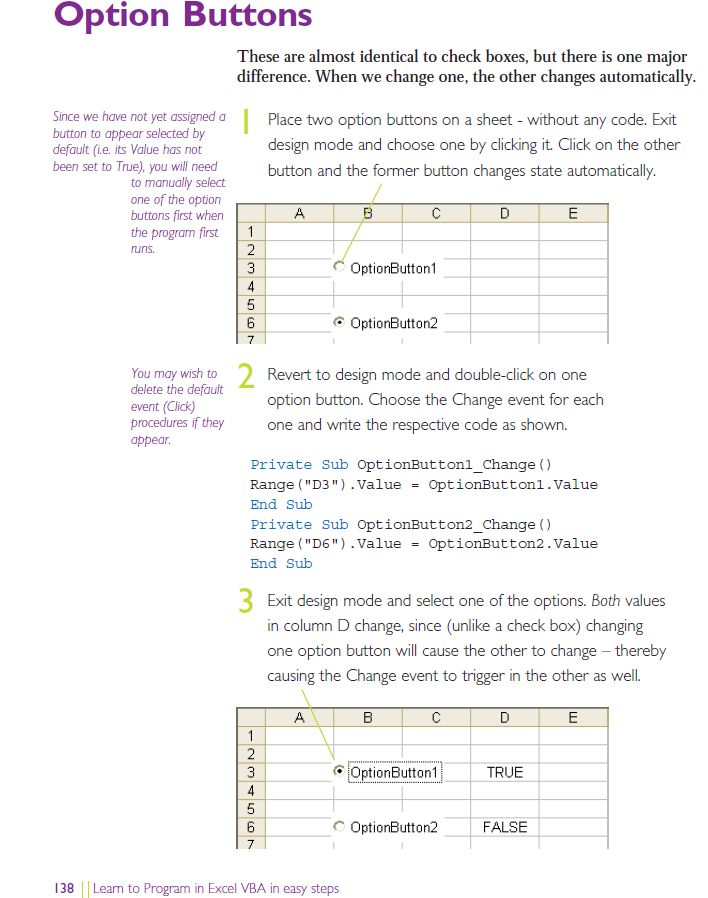 Option Buttons
These are almost identical to check boxes, but there is one major
difference. When we change one, the other changes automatically.
Since we have not yet assigned a
button to appear selected by
default (i.e. its Value has not
been set to True), you will need
to manually select
one of the option
buttons first when
the program first
runs.
1 Place two option buttons on a sheet - without any code. Exit
design mode and choose one by clicking it. Click on the other
button and the former button changes state automatically.
A B C D E
1
2
3 OptionButton1
4
5
6 OptionButton2
7
You may wish to
delete the default
event (Click)
procedures if they
appear.
2 Revert to design mode and double-click on one
option button. Choose the Change event for each
one and write the respective code as shown.
Private Sub OptionButton1_Change()
Range("D3").Value = OptionButton1.Value
End Sub
Private Sub OptionButton2_Change()
Range("D6").Value = OptionButton2.Value
End Sub
3 Exit design mode and select one of the options. Both values
in column D change, since (unlike a check box) changing
one option button will cause the other to change – thereby
causing the Change event to trigger in the other as well.
A B C D E
1
2
3 OptionButton1 TRUE
4
5
6 OptionButton2 FALSE
7
138 Learn to Program in Excel VBA in easy steps